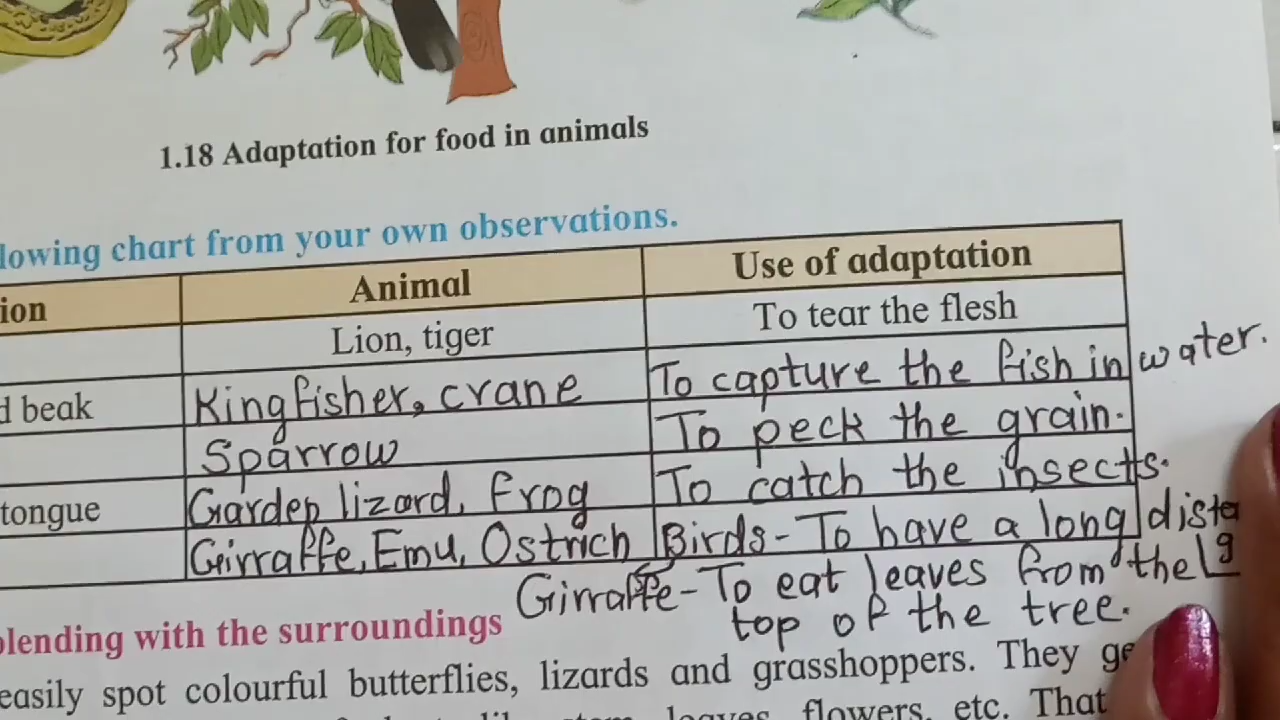 1.18 Adaptation for food in animals
lowing chart from your own observations.
ion Animal Use of adaptation
Lion, tiger To tear the flesh
d beak Kingfisher, crane To capture the fish in water.
Sparrow To peck the grain.
tongue Garden lizard, frog To catch the insects.
Girraffe, Emu, Ostrich Birds- To have a long dista
Girraffe- To eat leaves from the
top of the tree.
blending with the surroundings
easily spot colourful butterflies, lizards and grasshoppers. They ge
leaves, flowers, etc. That